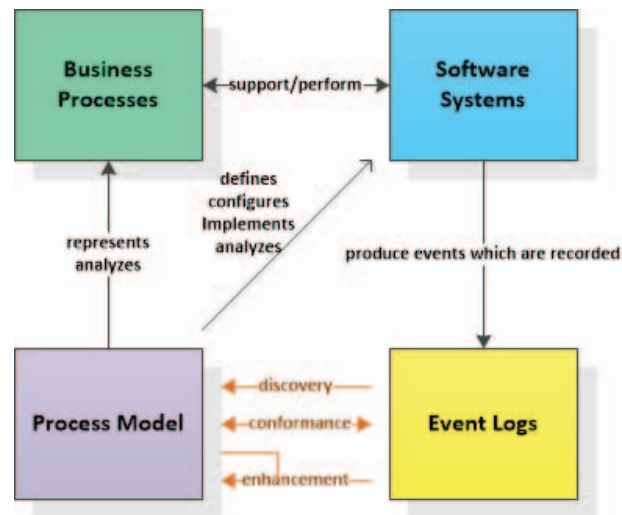 Business
Processes
support/perform
Software
Systems
defines
configures
Implements
analyzes
represents
analyzes
produce events which are recorded
Process Model
discovery
conformance
enhancement
Event Logs